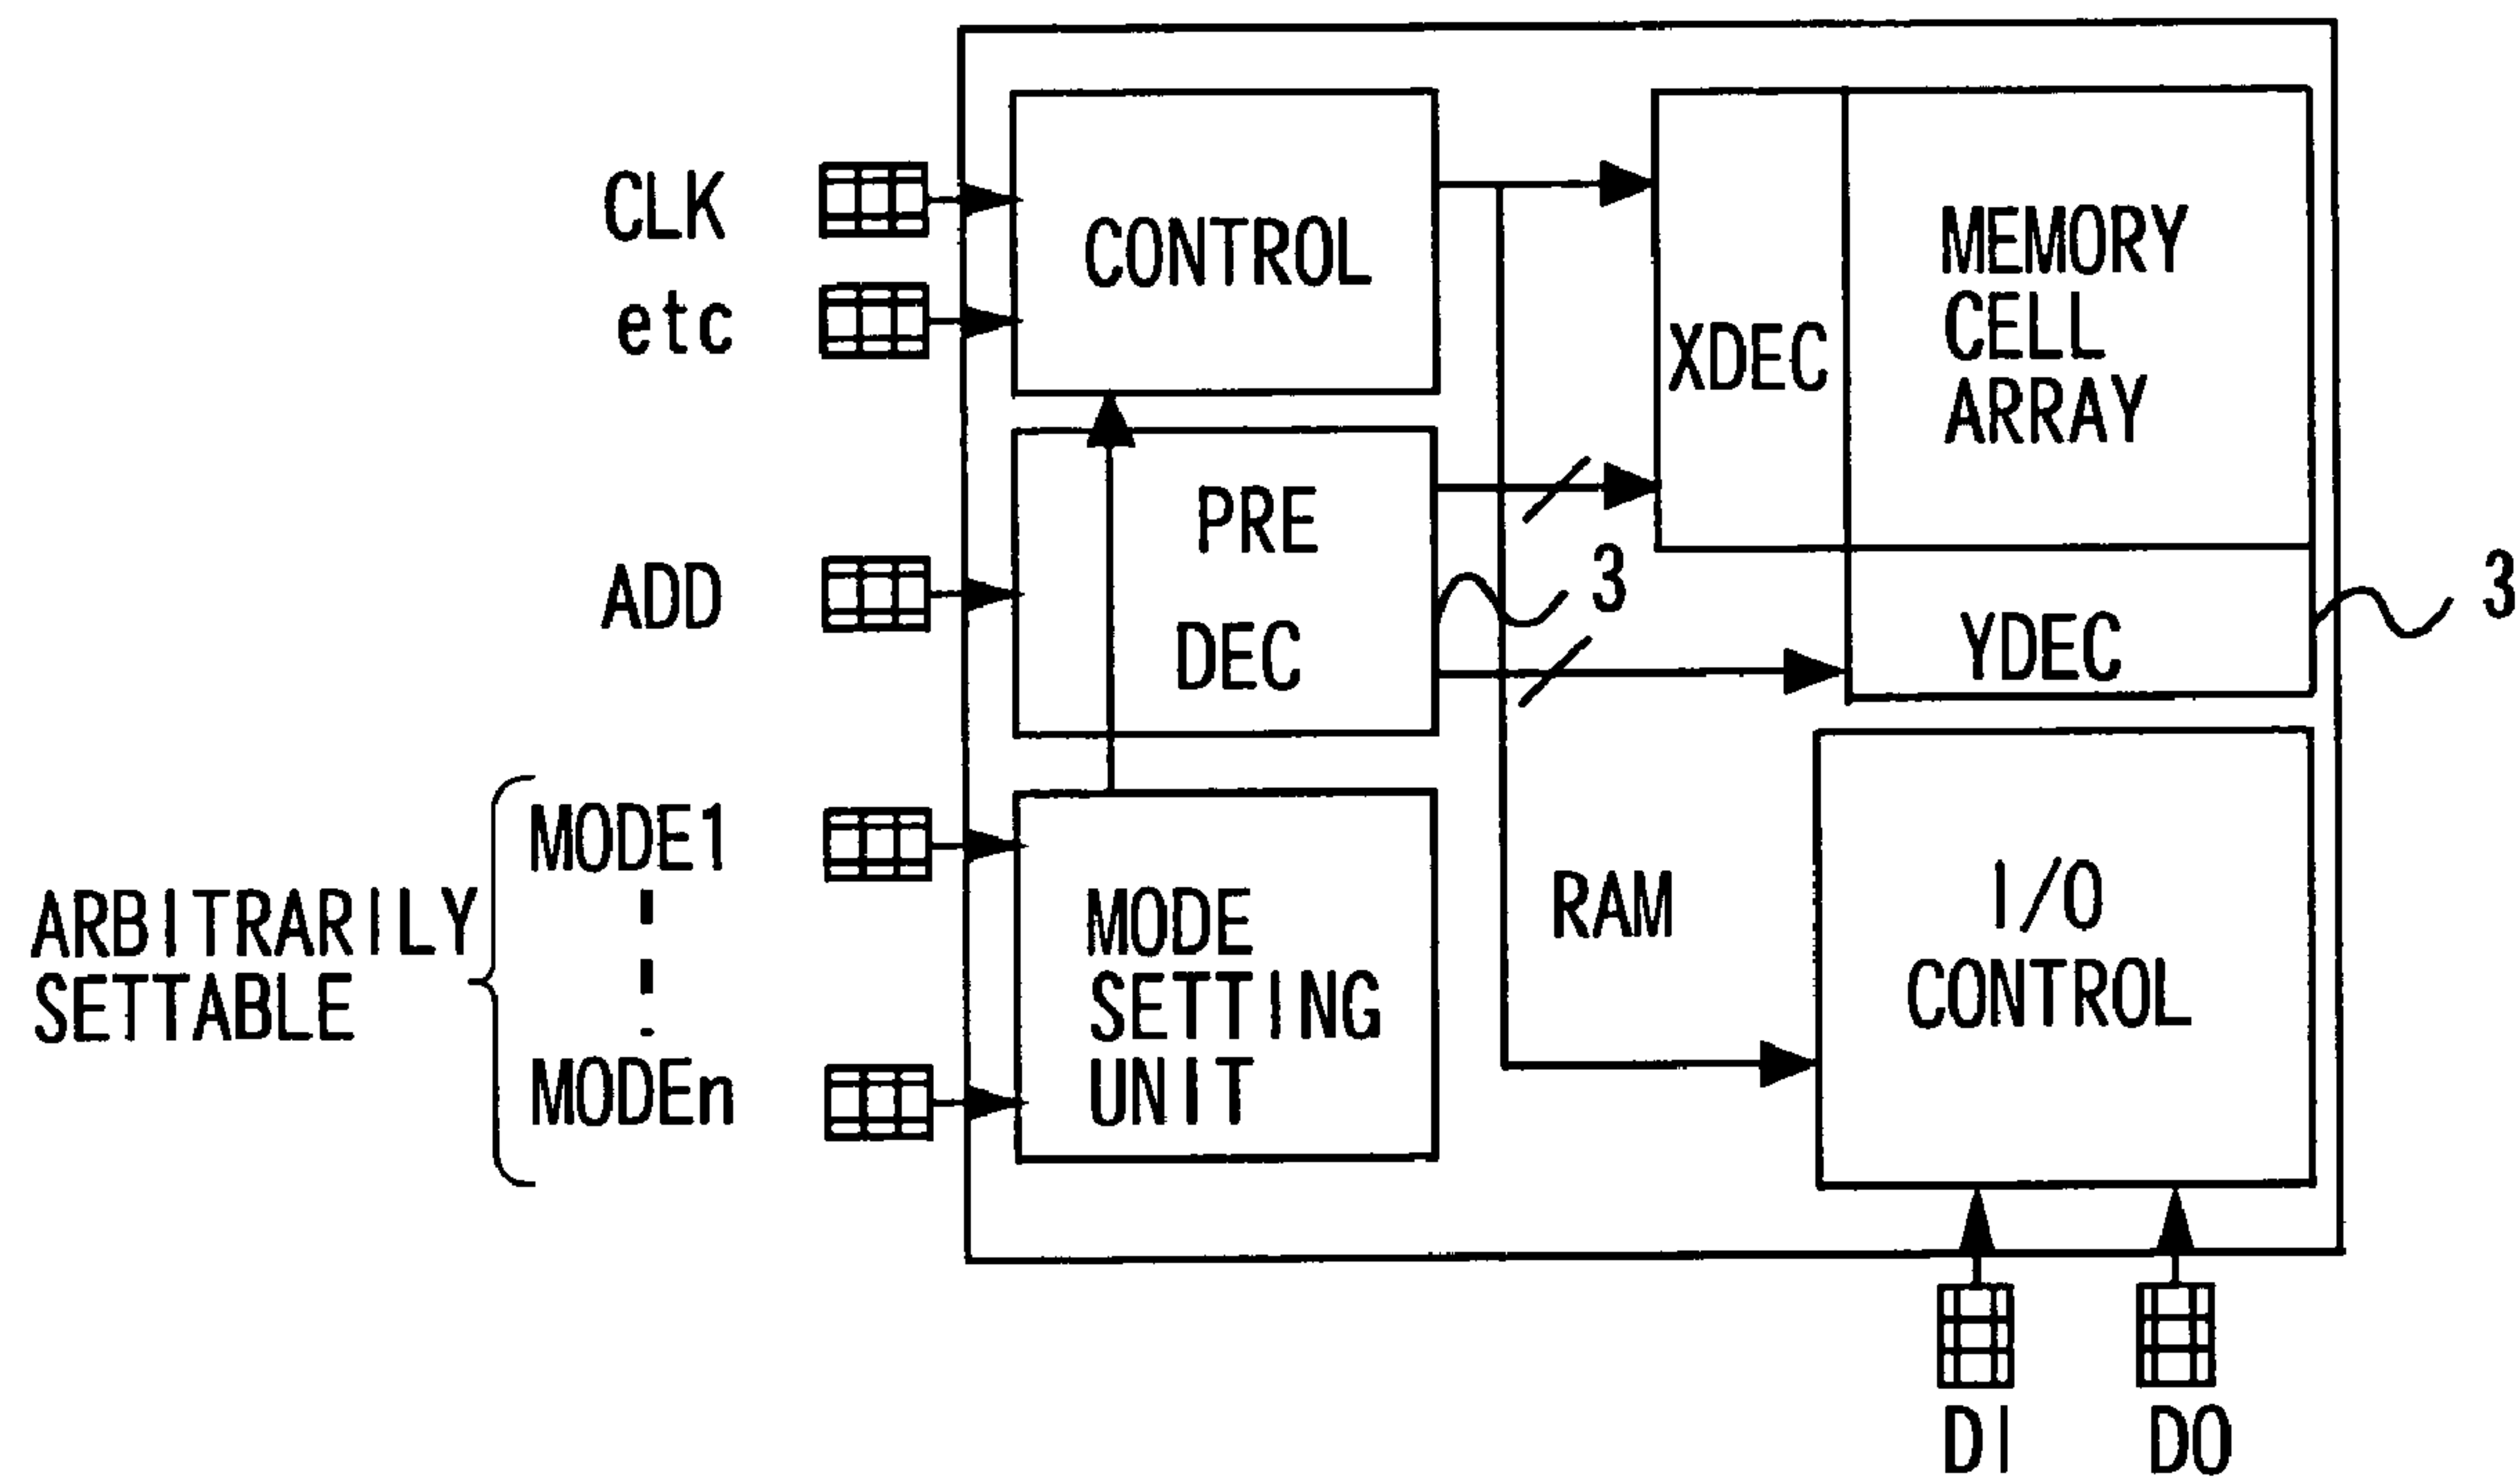 CLK
etc
ADD
ARBITRARILY
SETTABLE
MODE1
MODEn
CONTROL
PRE
DEC
3
MODE
SETTING
UNIT
XDEC
MEMORY
CELL
ARRAY
YDEC
3
RAM
I/O
CONTROL
DI
DO